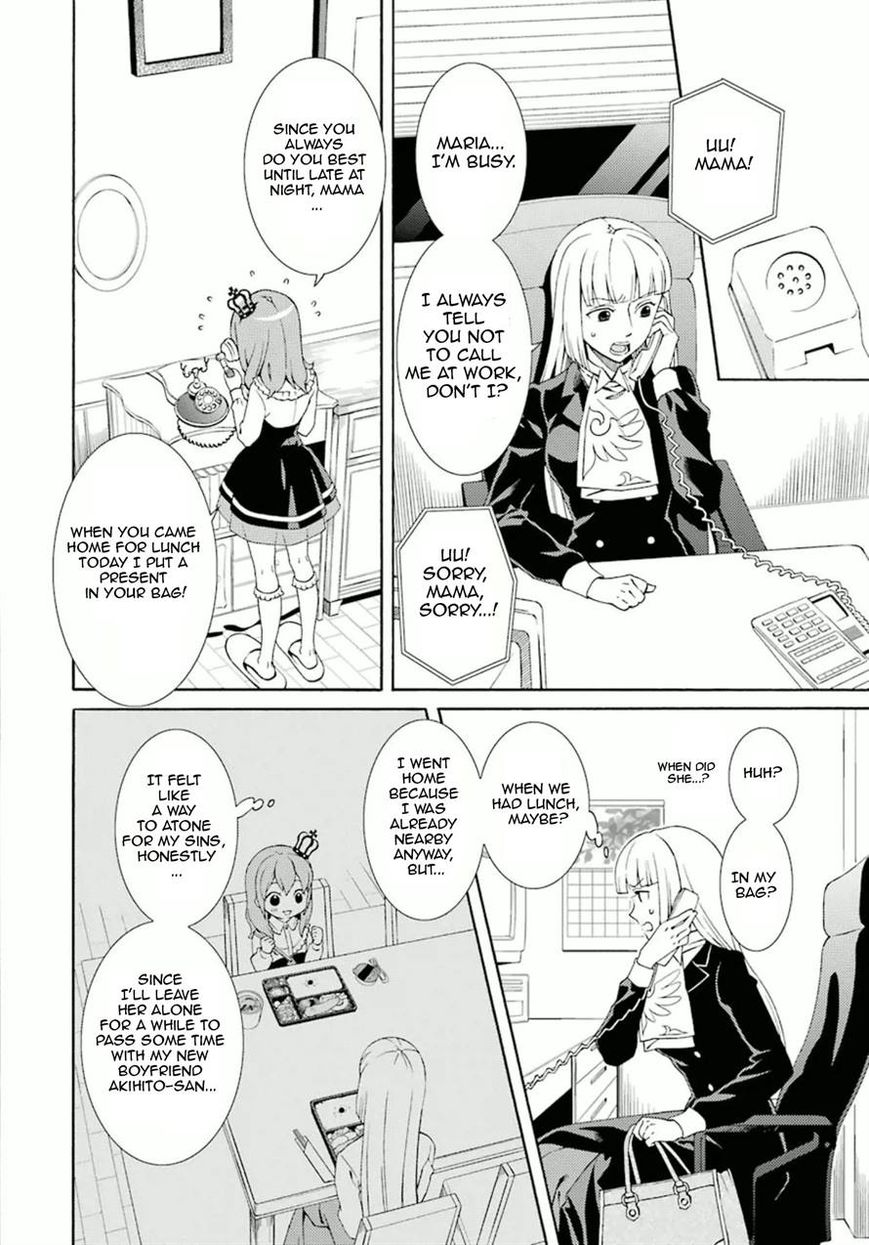 UU!
MAMA!
MARIA...
I'M BUSY.
I ALWAYS
TELL
YOU NOT
TO CALL
ME AT WORK,
DON'T I?
UU!
SORRY,
MAMA,
SORRY...!
SINCE YOU
ALWAYS
DO YOU BEST
UNTIL LATE AT
NIGHT, MAMA
...
WHEN YOU CAME
HOME FOR LUNCH
TODAY I PUT A
PRESENT
IN YOUR BAG!
HUH?
IN MY
BAG?
WHEN DID
SHE...?
WHEN WE
HAD LUNCH,
MAYBE?
I WENT
HOME
BECAUSE
I WAS
ALREADY
NEARBY
ANYWAY,
BUT...
IT FELT
LIKE
A WAY
TO ATONE
FOR MY SINS,
HONESTLY
...
SINCE
I'LL LEAVE
HER ALONE
FOR A WHILE TO
PASS SOME TIME
WITH MY NEW
BOYFRIEND
AKIHITO-SAN...